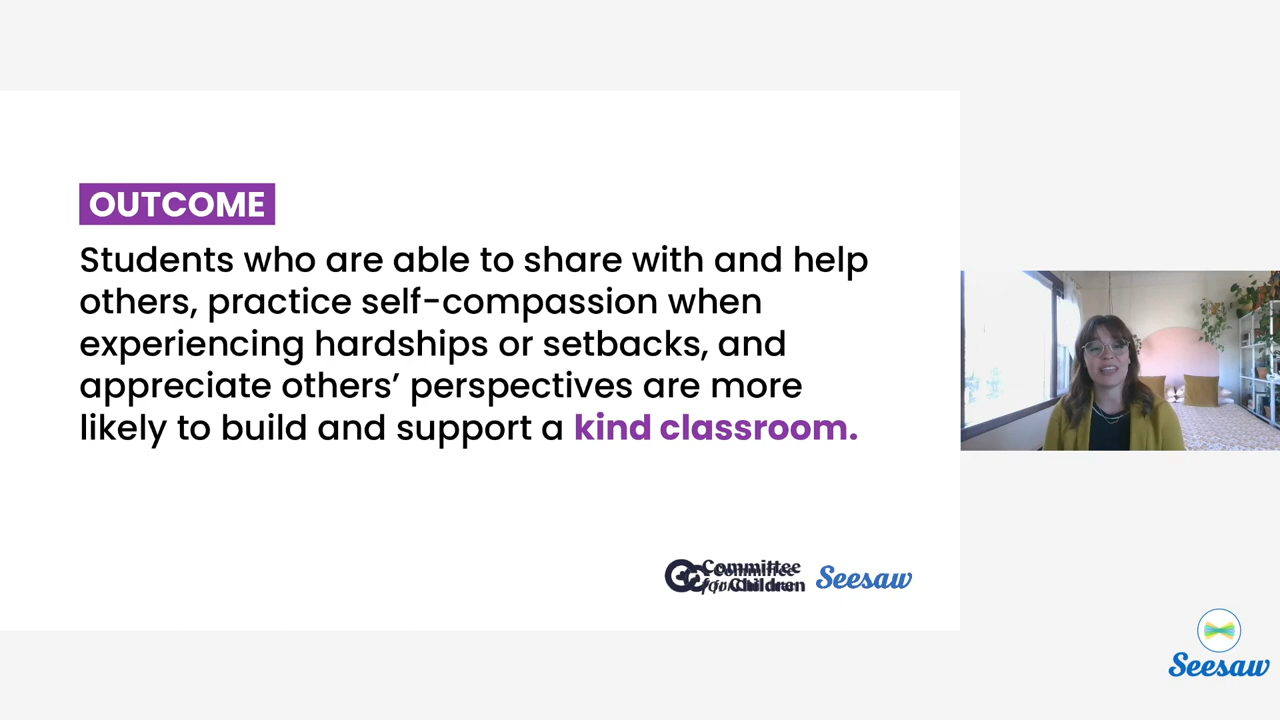 OUTCOME
Students who are able to share with and help
others, practice self-compassion when
experiencing hardships or setbacks, and
appreciate others’ perspectives are more
likely to build and support a kind classroom.
Committee
for Children
Seesaw
Seesaw